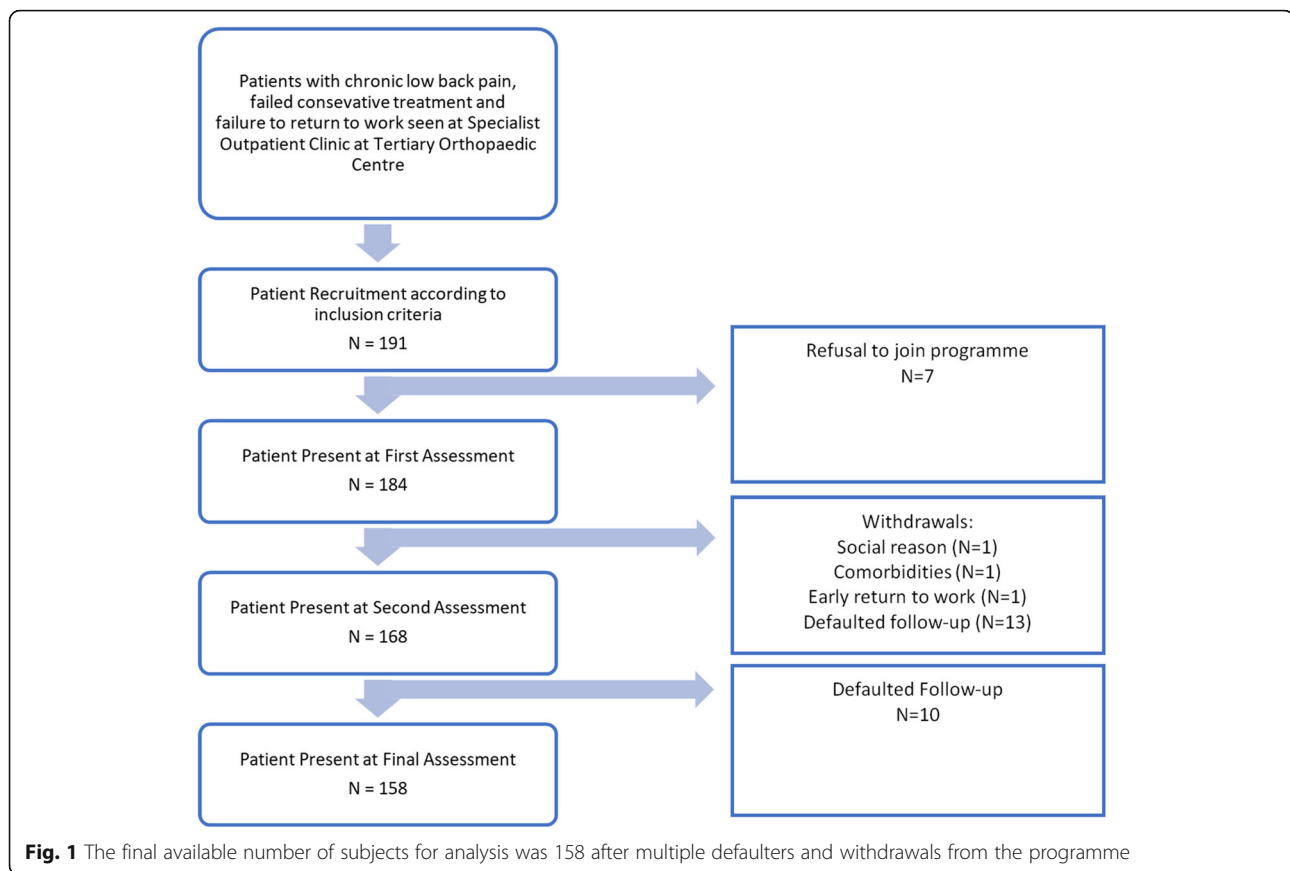 Patients with chronic low back pain,
failed consevative treatment and
failure to return to work seen at Specialist
Outpatient Clinic at Tertiary Orthopaedic
Centre
Patient Recruitment according to
inclusion criteria
N = 191
Refusal to join programme
N=7
Patient Present at First Assessment
N = 184
Withdrawals:
Social reason (N=1)
Comorbidities (N=1)
Early return to work (N=1)
Defaulted follow-up (N=13)
Patient Present at Second Assessment
N = 168
Defaulted Follow-up
N=10
Patient Present at Final Assessment
N = 158
Fig. 1 The final available number of subjects for analysis was 158 after multiple defaulters and withdrawals from the programme